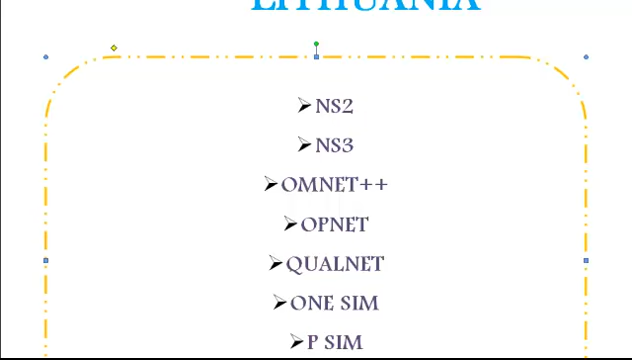 LITHUANIA
NS2
NS3
OMNET++
OPNET
QUALNET
ONE SIM
P SIM